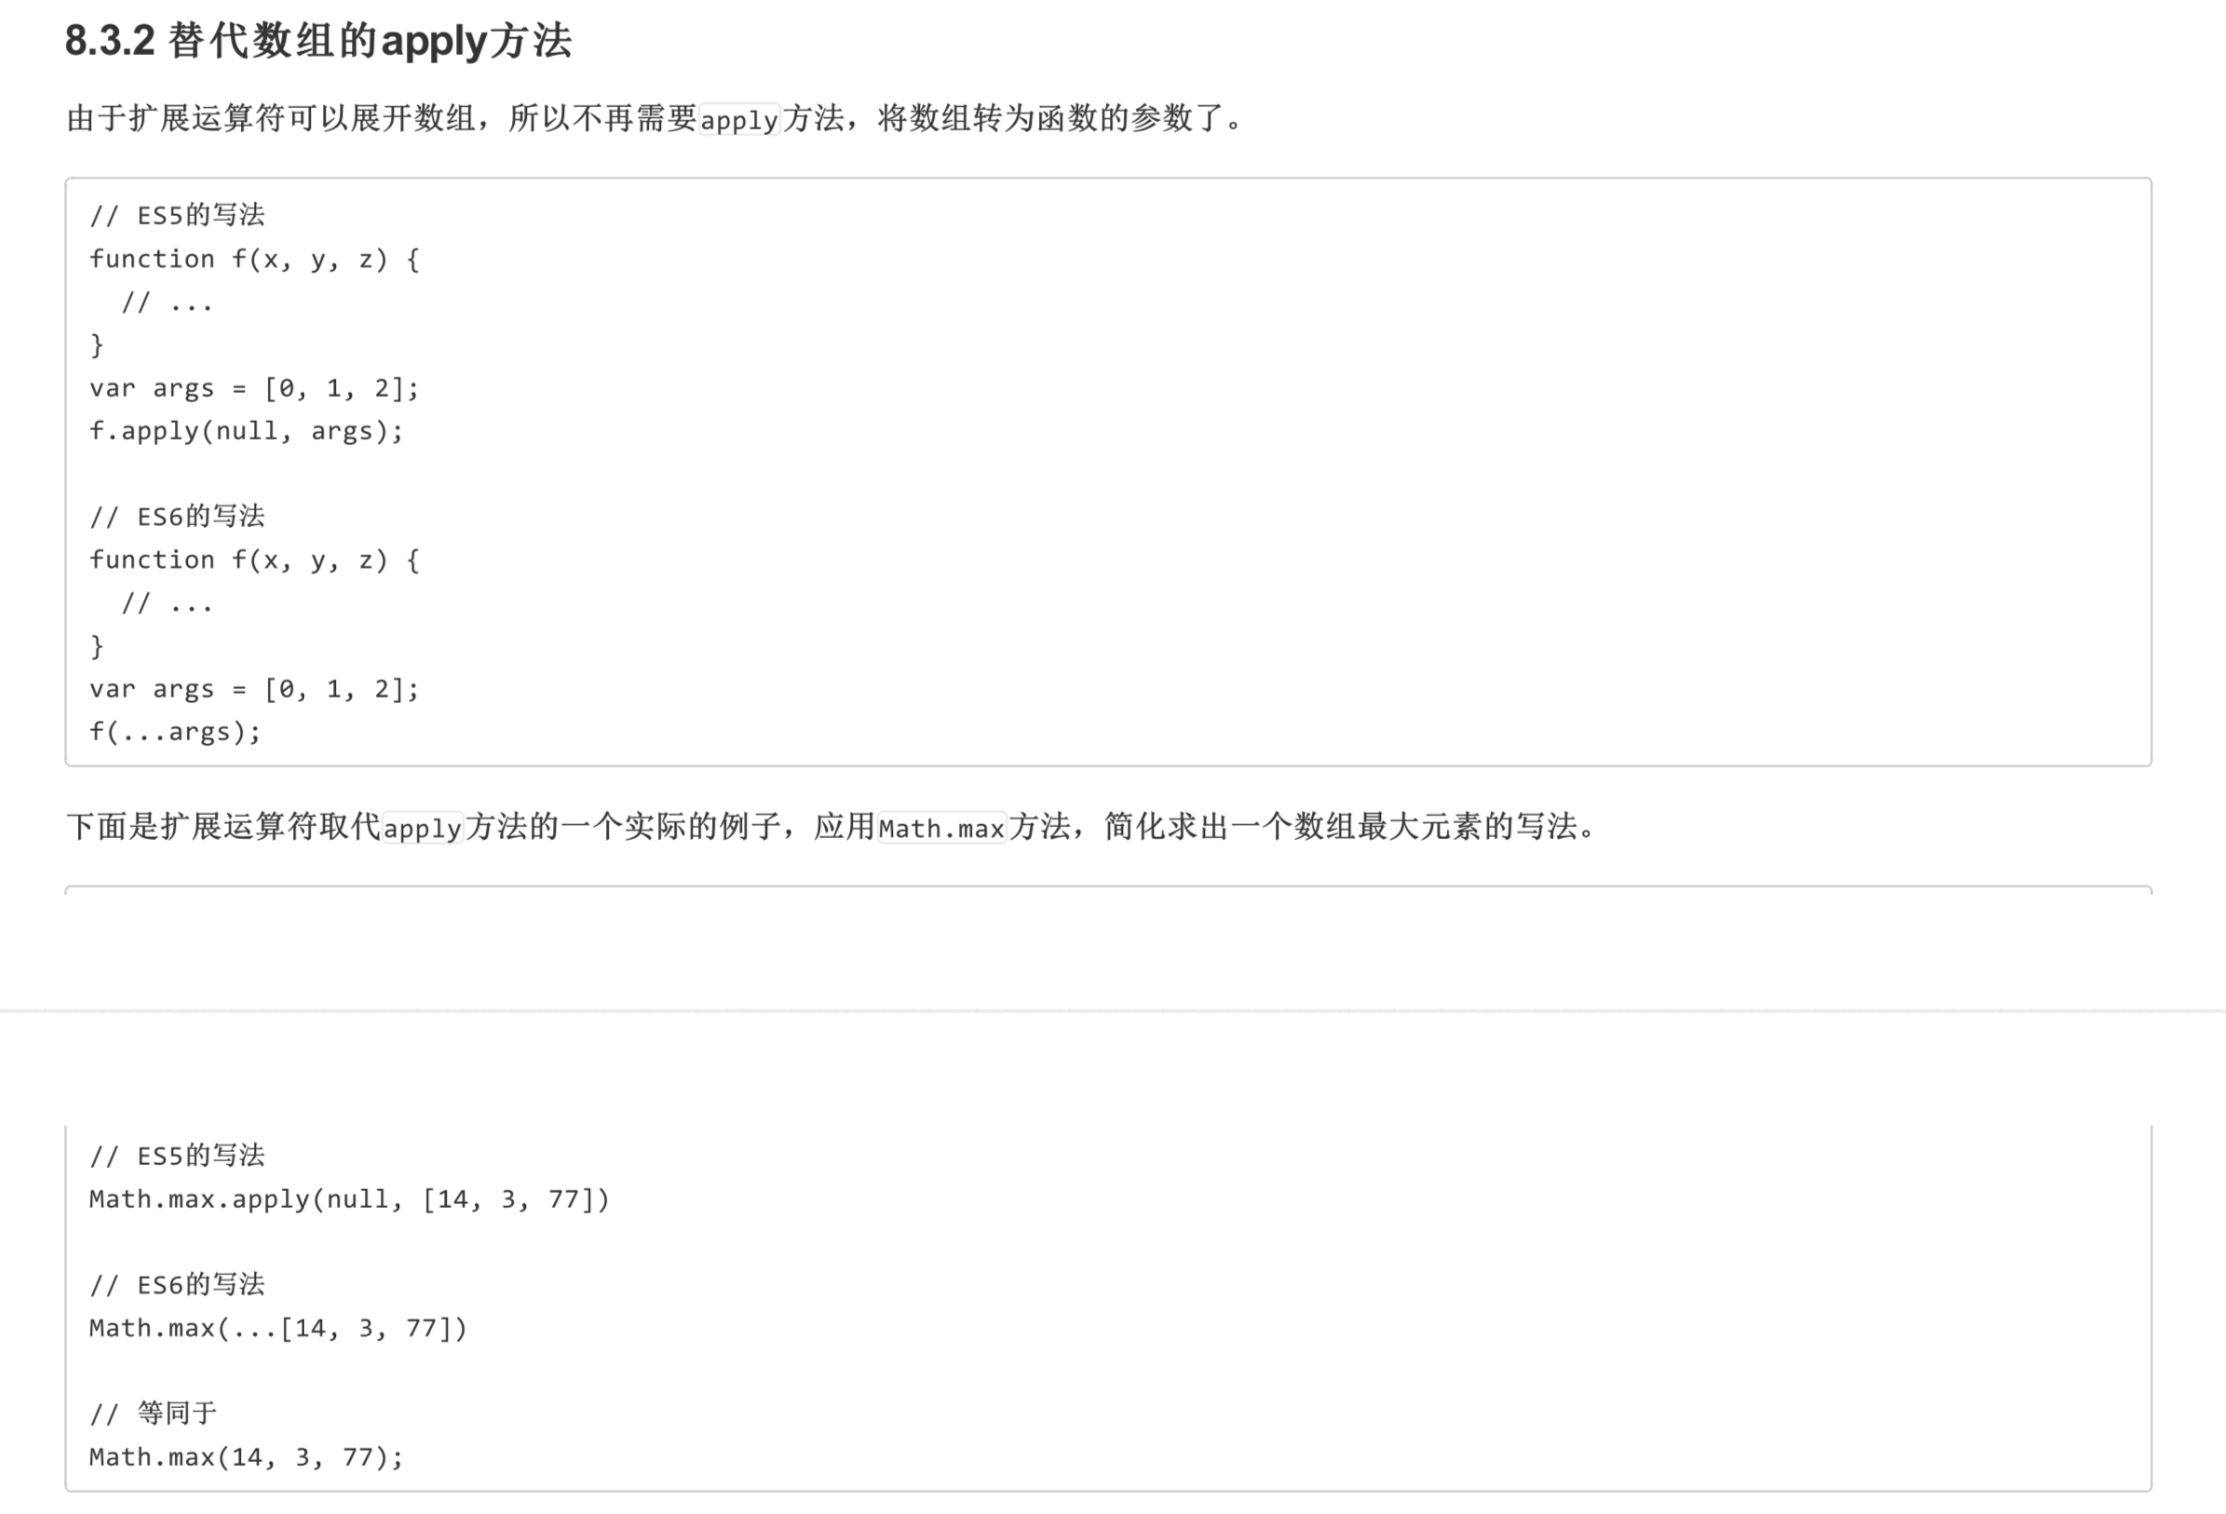 8.3.2 替代数组的apply方法
由于扩展运算符可以展开数组，所以不再需要apply方法，将数组转为函数的参数了。
// ES5的写法
function f(x, y, z) {
  // ...
}
var args = [0, 1, 2];
f.apply(null, args);
// ES6的写法
function f(x, y, z) {
  // ...
}
var args = [0, 1, 2];
f(...args);
下面是扩展运算符取代apply方法的一个实际的例子，应用Math.max方法，简化求出一个数组最大元素的写法。
// ES5的写法
Math.max.apply(null, [14, 3, 77])
// ES6的写法
Math.max(...[14, 3, 77])
// 等同于
Math.max(14, 3, 77);